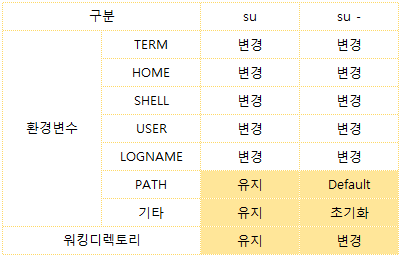 구분 su su -
환경변수 TERM 변경 변경
HOME 변경 변경
SHELL 변경 변경
USER 변경 변경
LOGNAME 변경 변경
PATH 유지 Default
기타 유지 초기화
워킹디렉토리 유지 변경